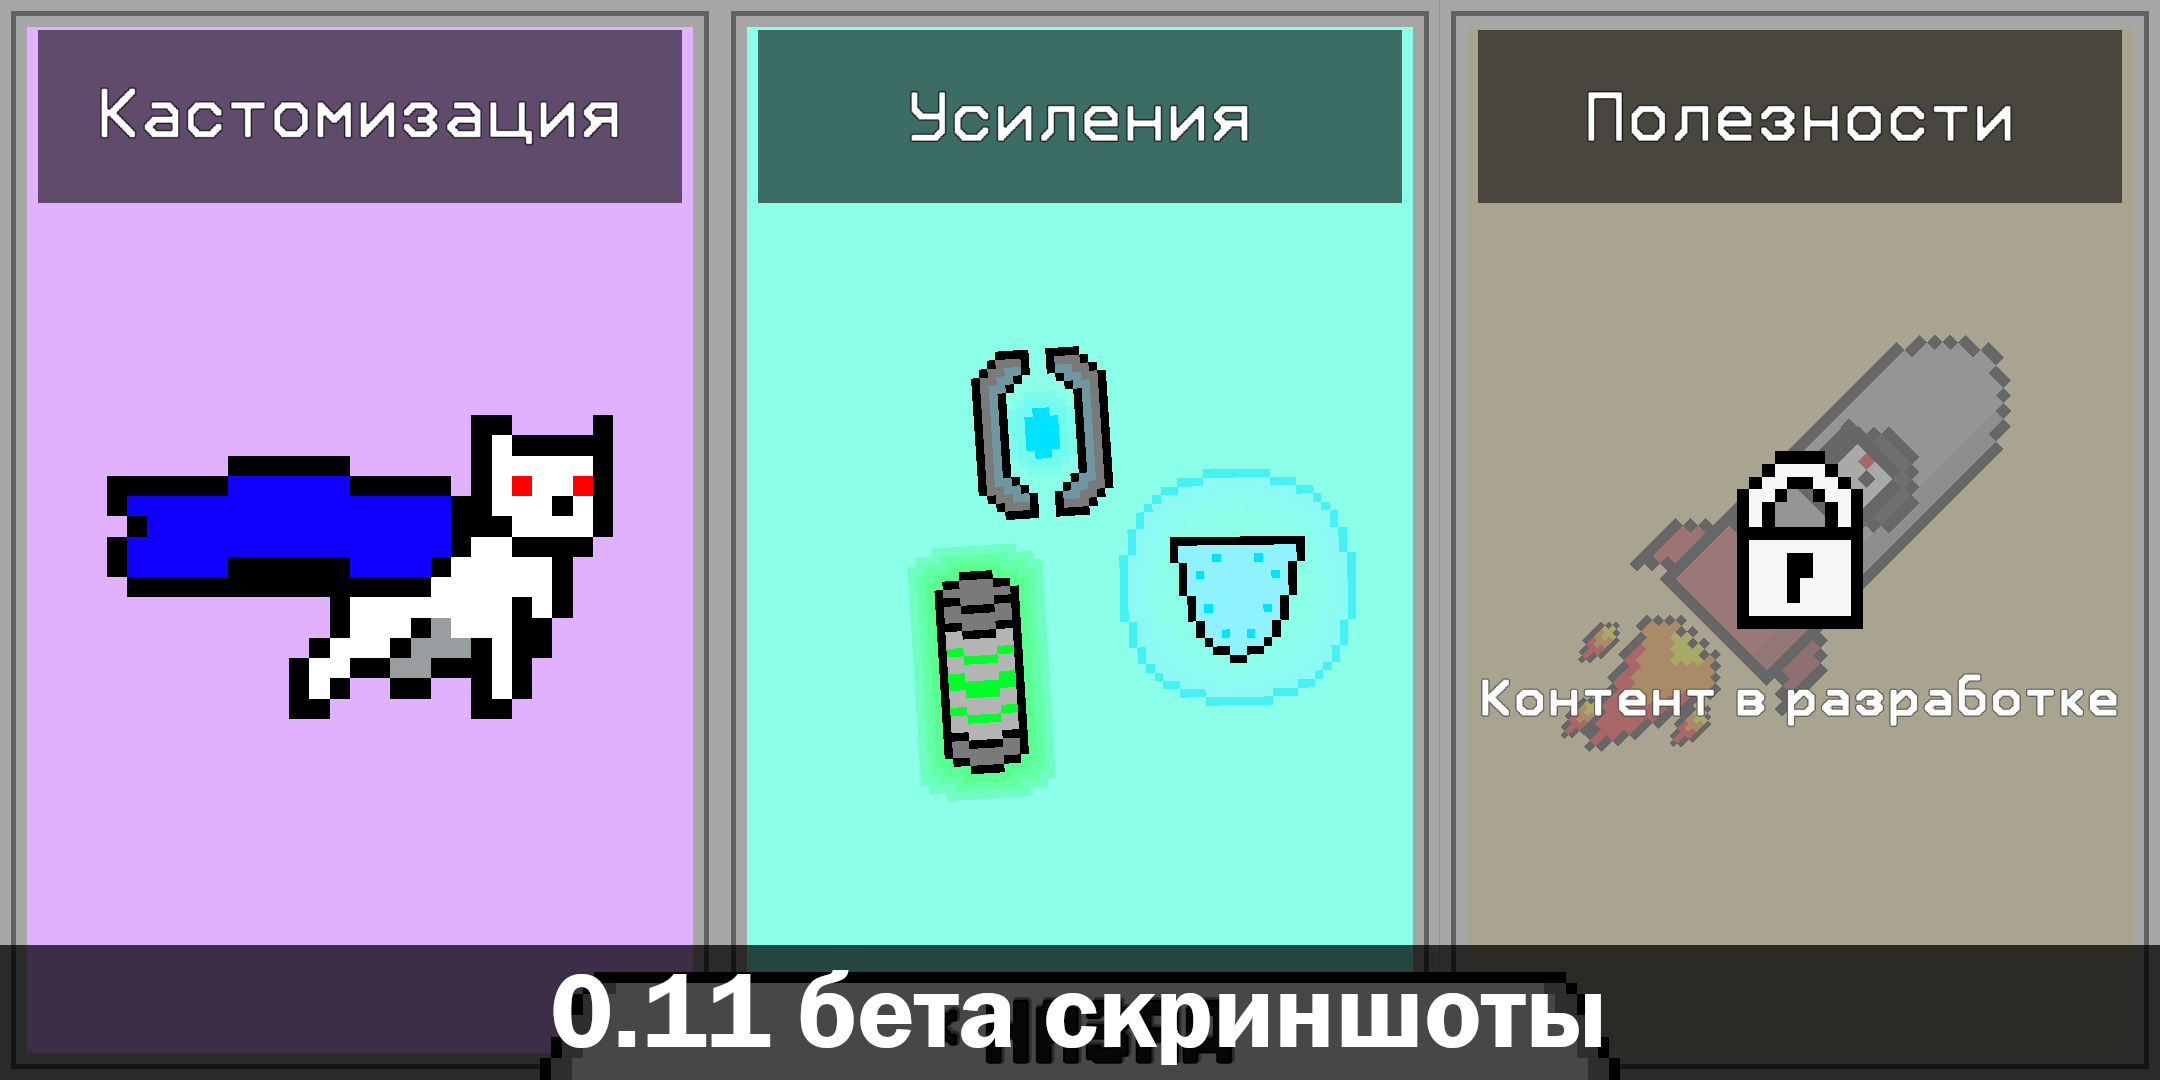 Кастомизация
Усиления
Полезности
Контент в разработке
0.11 бета скриншоты